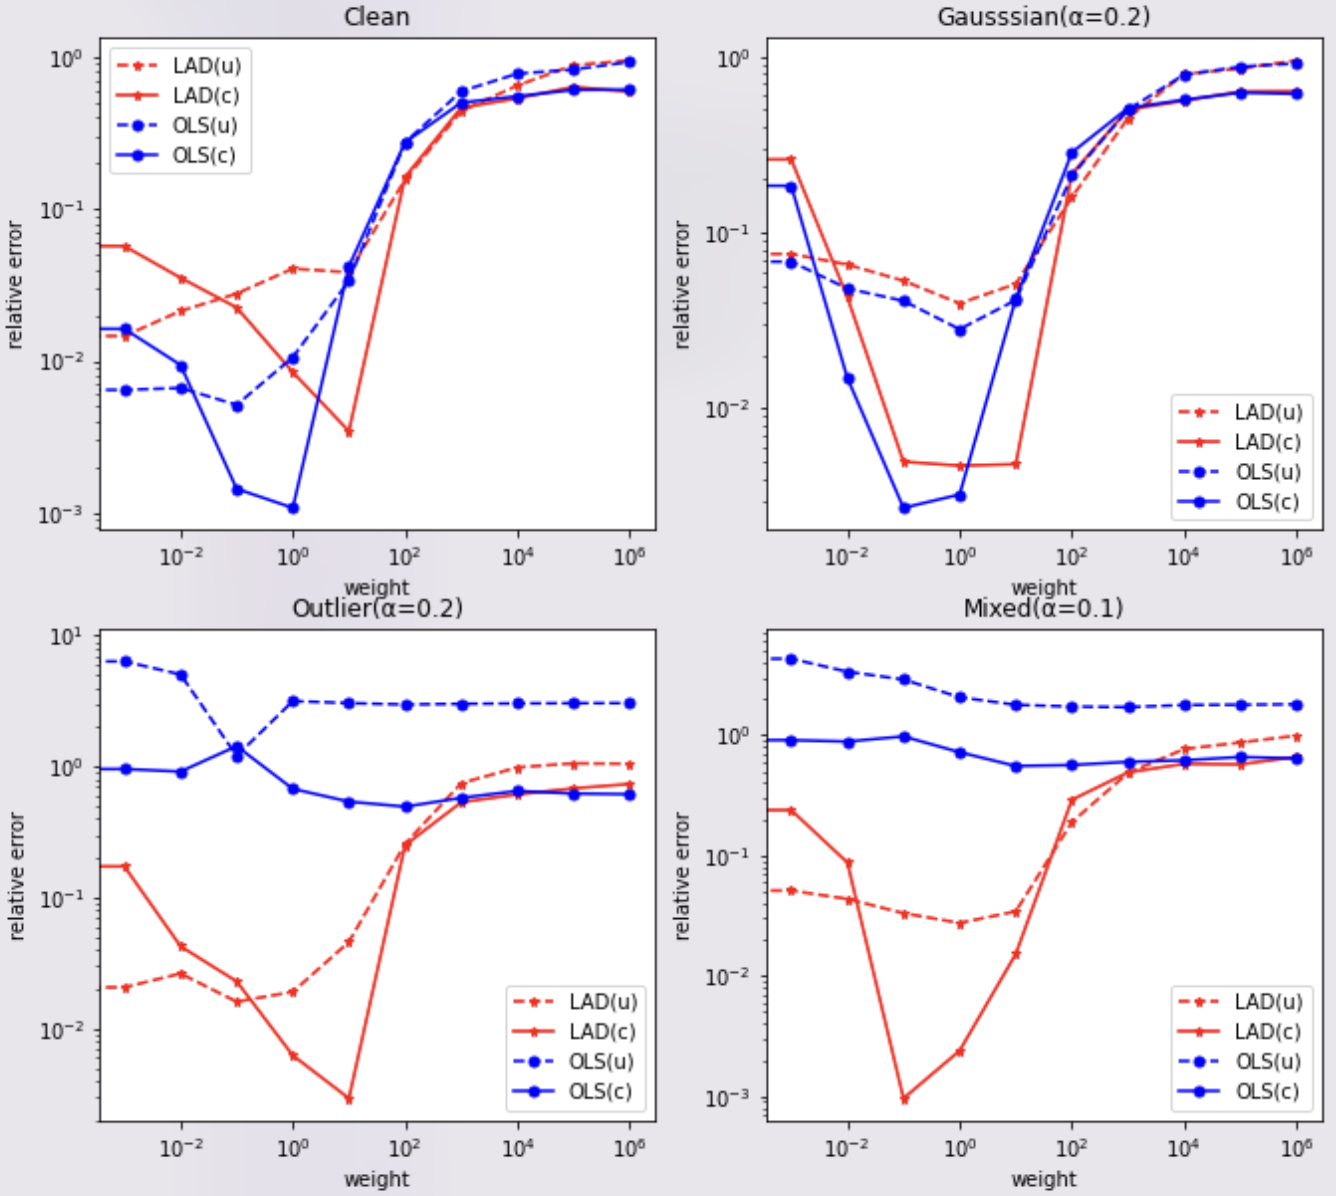 Clean
10⁰
10⁻¹
10⁻²
10⁻³
relative error
LAD(u)
LAD(c)
OLS(u)
OLS(c)
10⁻² 10⁰ 10² 10⁴ 10⁶
weight
Gausssian(α=0.2)
10⁰
10⁻¹
10⁻²
relative error
LAD(u)
LAD(c)
OLS(u)
OLS(c)
10⁻² 10⁰ 10² 10⁴ 10⁶
weight
Outlier(α=0.2)
10¹
10⁰
10⁻¹
10⁻²
relative error
LAD(u)
LAD(c)
OLS(u)
OLS(c)
10⁻² 10⁰ 10² 10⁴ 10⁶
weight
Mixed(α=0.1)
10⁰
10⁻¹
10⁻²
10⁻³
relative error
LAD(u)
LAD(c)
OLS(u)
OLS(c)
10⁻² 10⁰ 10² 10⁴ 10⁶
weight